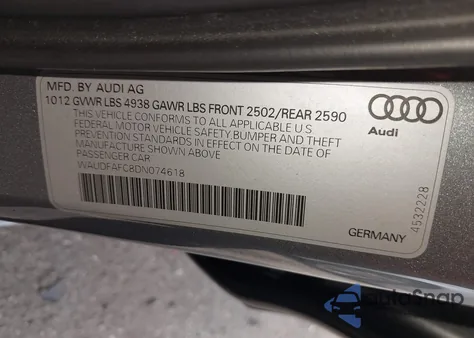 MFD. BY AUDI AG
1012 GVWR LBS 4938 GAWR LBS FRONT 2502/REAR 2590
THIS VEHICLE CONFORMS TO ALL APPLICABLE U.S
FEDERAL MOTOR VEHICLE SAFETY, BUMPER AND THEFT
PREVENTION STANDARDS IN EFFECT ON THE DATE OF
MANUFACTURE SHOWN ABOVE
PASSENGER CAR
WAUDFAFC8DN074618
Audi
4532228
GERMANY
AutoSnap